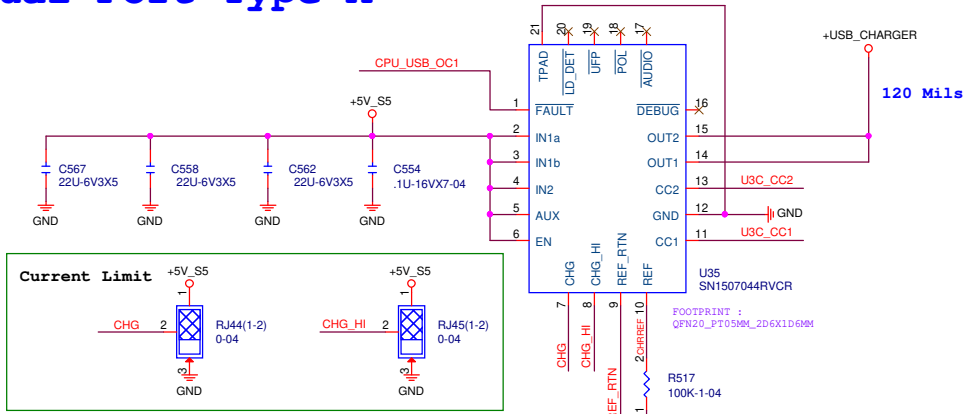 Dual Port Type A
+USB_CHARGER
120 Mils
CPU_USB_OC1
+5V_S5
21 20 19 18 17
TPAD LD_DET UFP POL AUDIO
1 FAULT DEBUG 16
2 IN1a OUT2 15
3 IN1b OUT1 14
4 IN2 CC2 13 U3C_CC2
5 AUX GND 12 GND
6 EN CC1 11 U3C_CC1
CHG CHG_HI REF_RTN REF
7 8 9 10
CHG CHG_HI REF_RTN CHRREF
C567
22U-6V3X5
GND
C558
22U-6V3X5
GND
C562
22U-6V3X5
GND
C554
.1U-16VX7-04
GND
U35
SN1507044RVCR
FOOTPRINT :
QFN20_PT05MM_2D6X1D6MM
2
R517
100K-1-04
1
Current Limit
+5V_S5
1
CHG 2
RJ44(1-2)
0-04
3
GND
+5V_S5
1
CHG_HI 2
RJ45(1-2)
0-04
3
GND